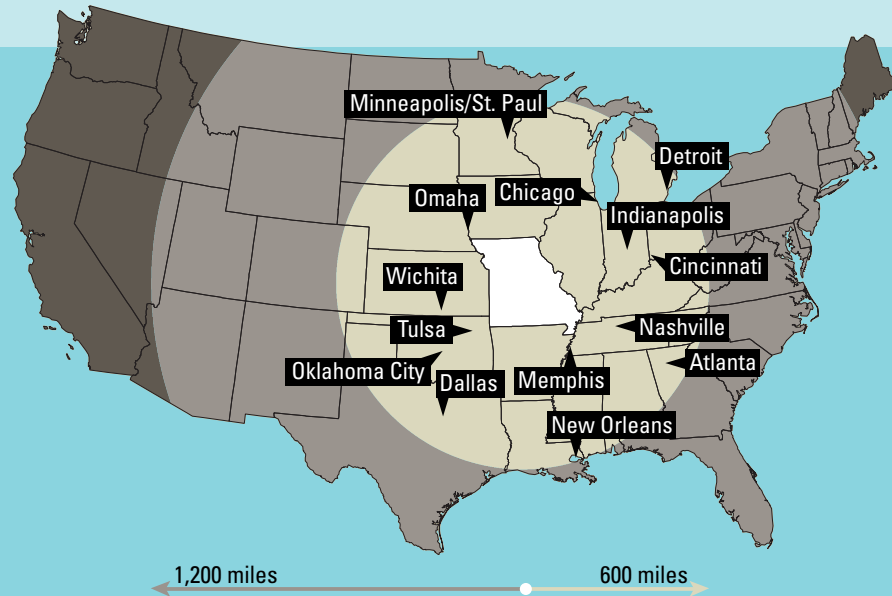 Minneapolis/St. Paul
Detroit
Chicago
Omaha
Indianapolis
Cincinnati
Wichita
Nashville
Tulsa
Atlanta
Oklahoma City
Memphis
Dallas
New Orleans
1,200 miles
600 miles